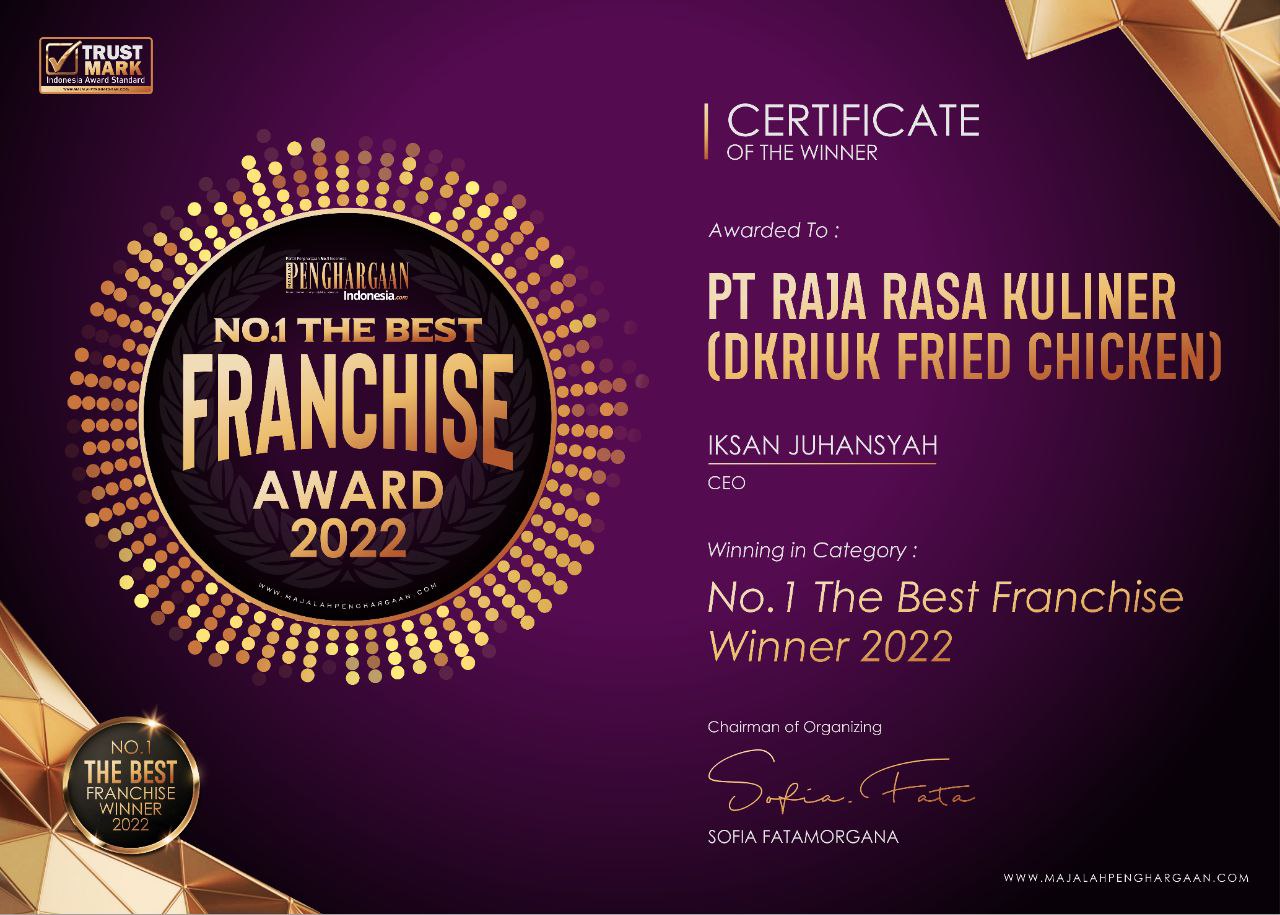 TRUST
MARK
Indonesia Award Standard
CERTIFICATE
OF THE WINNER
Awarded To :
PT RAJA RASA KULINER
(DKRIUK FRIED CHICKEN)
IKSAN JUHANSYAH
CEO
Winning in Category :
No.1 The Best Franchise
Winner 2022
Chairman of Organizing
Sofia. Fata
SOFIA FATAMORGANA
WWW.MAJALAHPENGHARGAAN.COM
PENGHARGAAN
Indonesia.com
NO.1 THE BEST
FRANCHISE
AWARD
2022
WWW.MAJALAHPENGHARGAAN.COM
NO.1
THE BEST
FRANCHISE
WINNER
2022